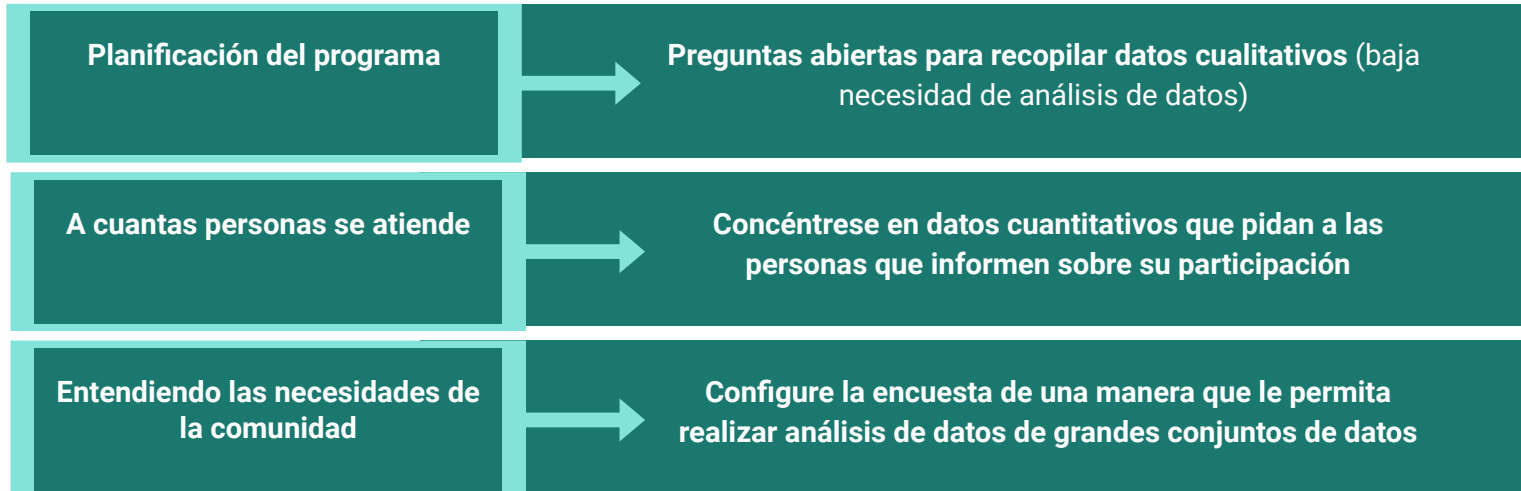 Planificación del programa
Preguntas abiertas para recopilar datos cualitativos (baja
necesidad de análisis de datos)
A cuantas personas se atiende
Concéntrese en datos cuantitativos que pidan a las
personas que informen sobre su participación
Entendiendo las necesidades de
la comunidad
Configure la encuesta de una manera que le permita
realizar análisis de datos de grandes conjuntos de datos